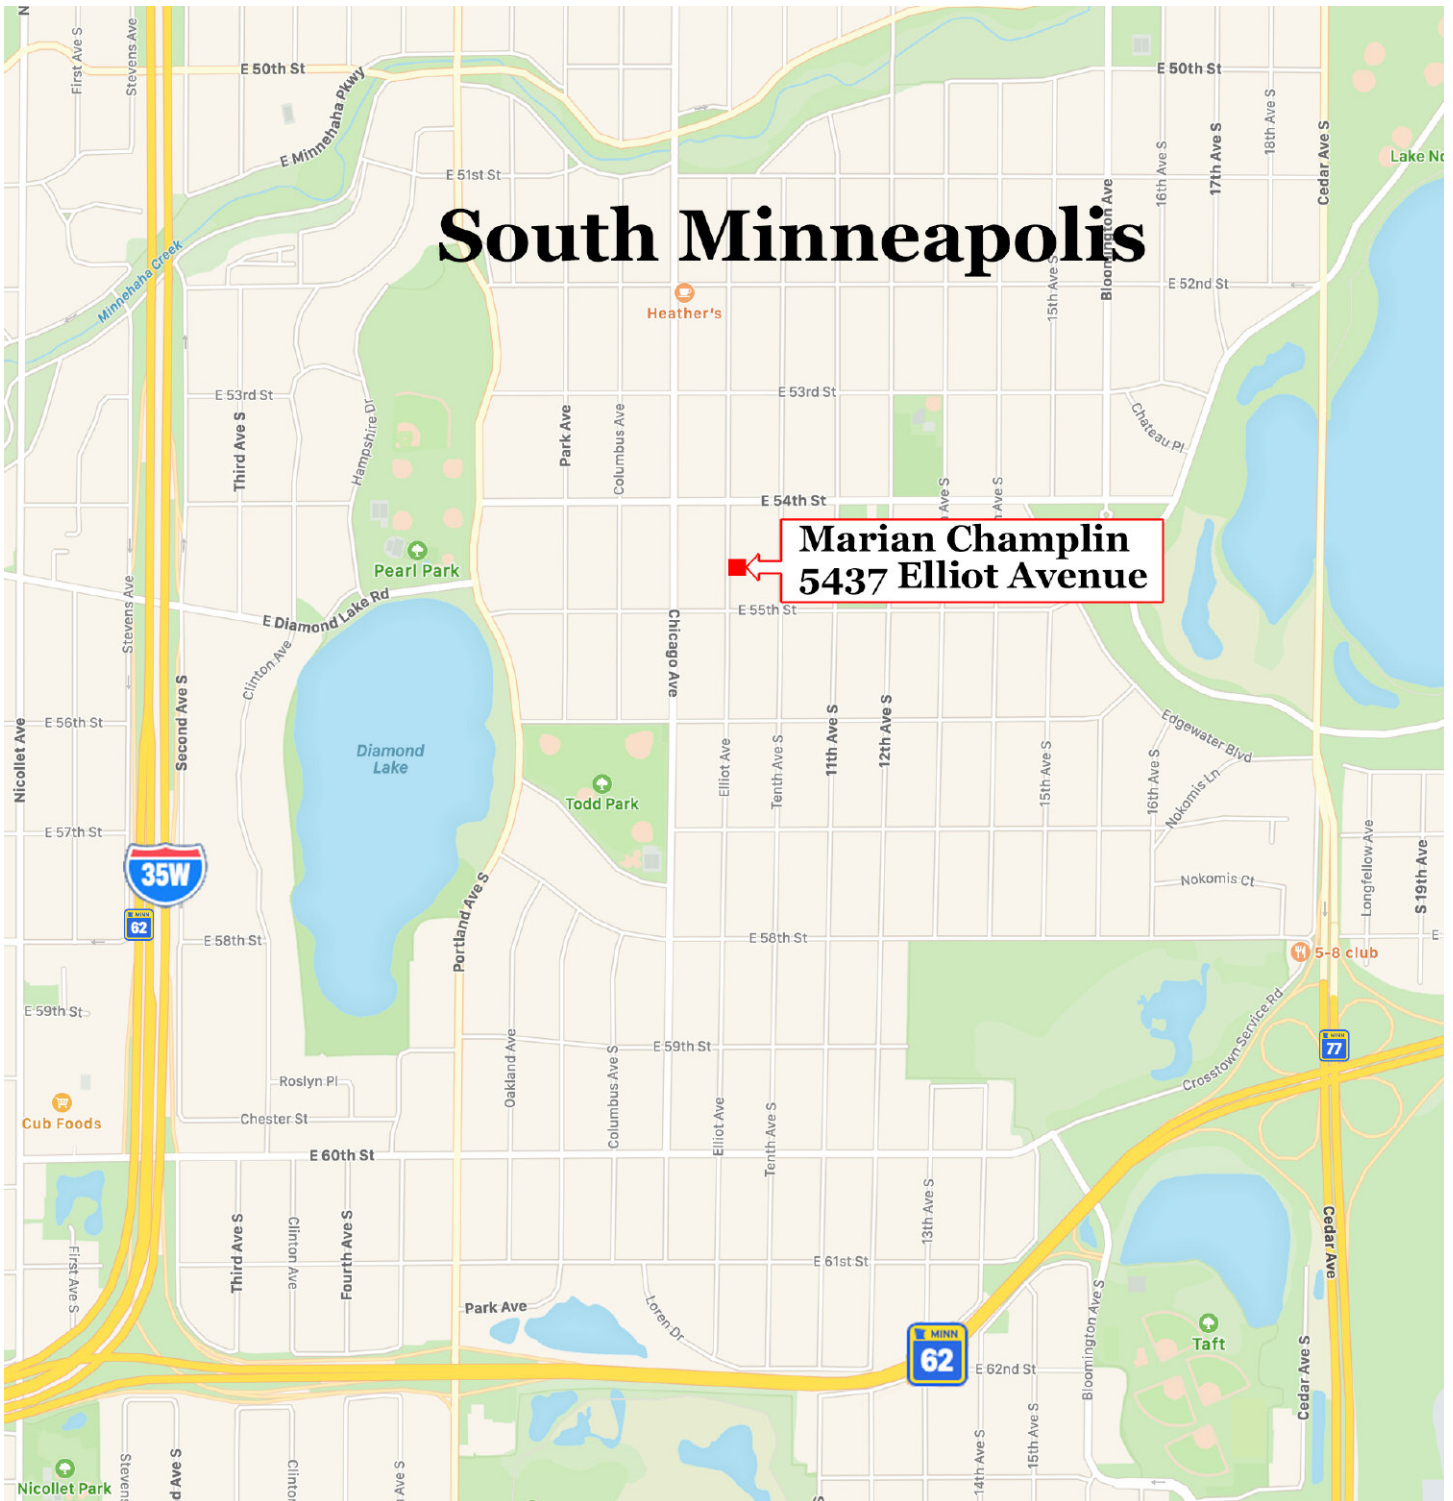 N
First Ave S
Stevens Ave
E 50th St
E Minnehaha Pkwy
E 50th St
16th Ave S
17th Ave S
18th Ave S
Cedar Ave S
Lake No
E 51st St
South Minneapolis
Bloomington Ave
15th Ave S
Minnehaha Creek
E 52nd St
Heather's
E 53rd St
E 53rd St
Third Ave S
Hampshire Dr
Park Ave
Columbus Ave
Chateau Pl
E 54th St
Ave S
Ave S
Pearl Park
Marian Champlin
5437 Elliot Avenue
Stevens Ave
E Diamond Lake Rd
E 55th St
Clinton Ave
Chicago Ave
Second Ave S
Nicollet Ave
E 56th St
Diamond
Lake
Elliot Ave
Tenth Ave S
11th Ave S
12th Ave S
15th Ave S
16th Ave S
Edgewater Blvd
Nokomis Ln
Todd Park
E 57th St
35W
62
Longfellow Ave
S 19th Ave
Nokomis Ct
Portland Ave S
E 58th St
E 58th St
E
5-8 club
E 59th St
Crosstown Service Rd
MINN
77
Oakland Ave
Columbus Ave S
E 59th St
Roslyn Pl
Cub Foods
Chester St
Elliot Ave
Tenth Ave S
E 60th St
Third Ave S
Clinton Ave
Fourth Ave S
First Ave S
13th Ave S
Cedar Ave
E 61st St
Park Ave
Loren Dr
Bloomington Ave S
MINN
62
E 62nd St
Taft
Cedar Ave S
14th Ave S
15th Ave S
Nicollet Park
Stevens
d Ave S
Clinton
Ave S
S